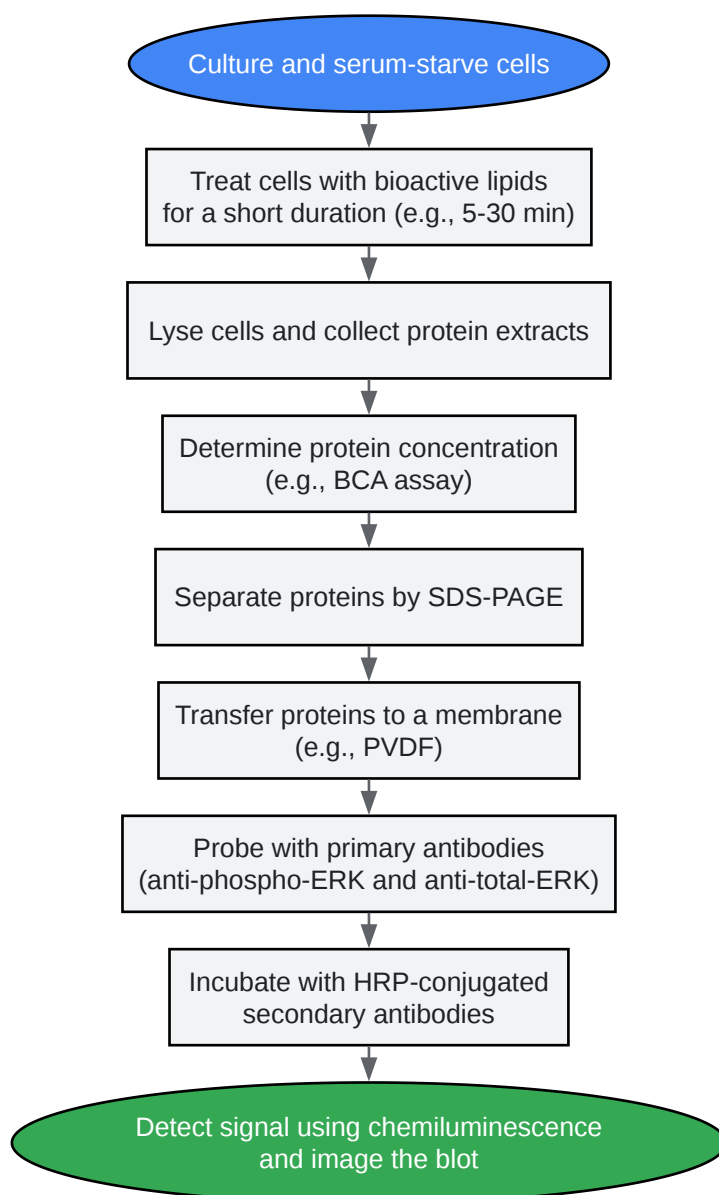 Culture and serum-starve cells
Treat cells with bioactive lipids
for a short duration (e.g., 5-30 min)
Lyse cells and collect protein extracts
Determine protein concentration
(e.g., BCA assay)
Separate proteins by SDS-PAGE
Transfer proteins to a membrane
(e.g., PVDF)
Probe with primary antibodies
(anti-phospho-ERK and anti-total-ERK)
Incubate with HRP-conjugated
secondary antibodies
Detect signal using chemiluminescence
and image the blot